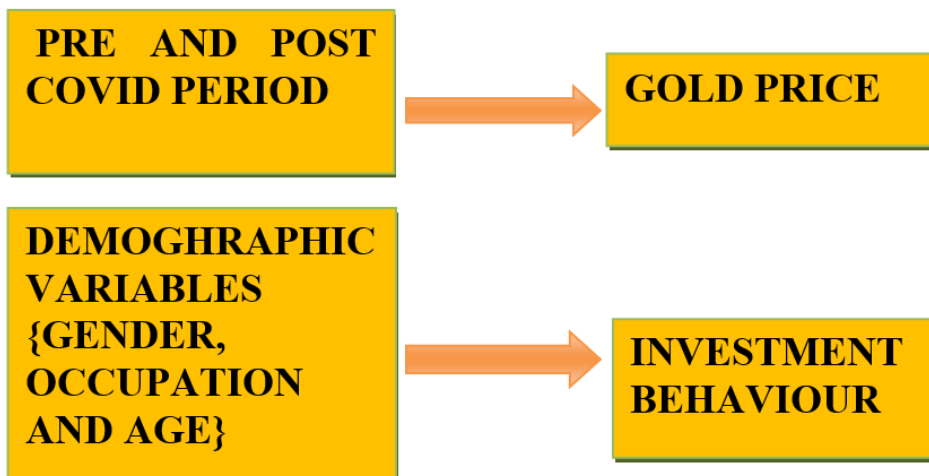 PRE AND POST
COVID PERIOD
GOLD PRICE
DEMOGHRAPHIC
VARIABLES
{GENDER,
OCCUPATION
AND AGE}
INVESTMENT
BEHAVIOUR